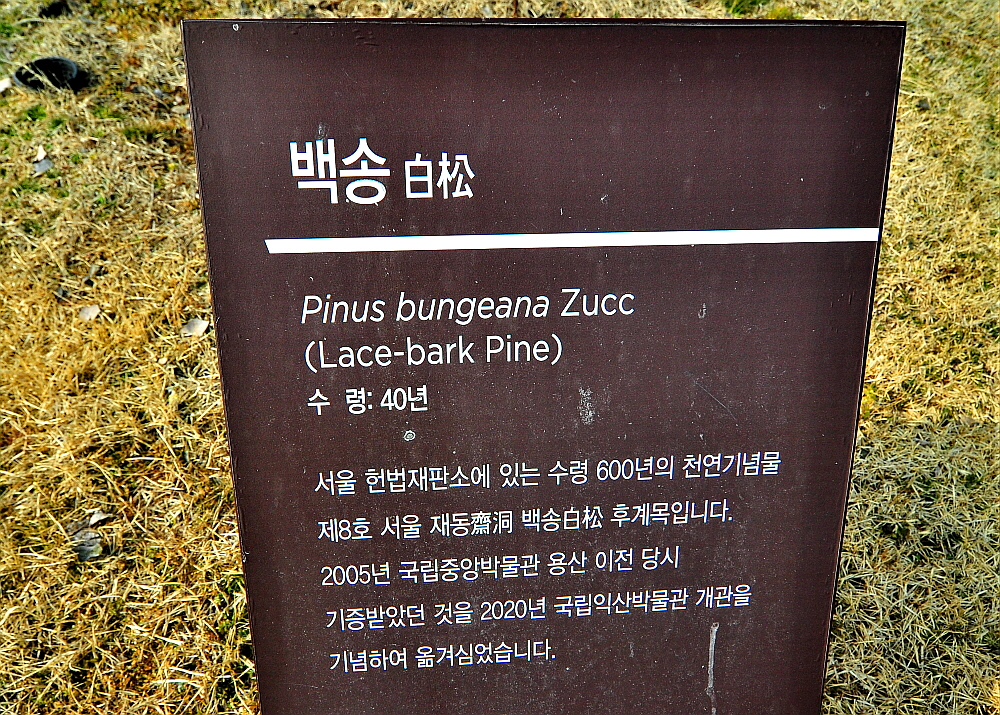 백송 白松
Pinus bungeana Zucc
(Lace-bark Pine)
수 령: 40년
서울 헌법재판소에 있는 수령 600년의 천연기념물
제8호 서울 재동齋洞 백송白松 후계목입니다.
2005년 국립중앙박물관 용산 이전 당시
기증받았던 것을 2020년 국립익산박물관 개관을
기념하여 옮겨심었습니다.